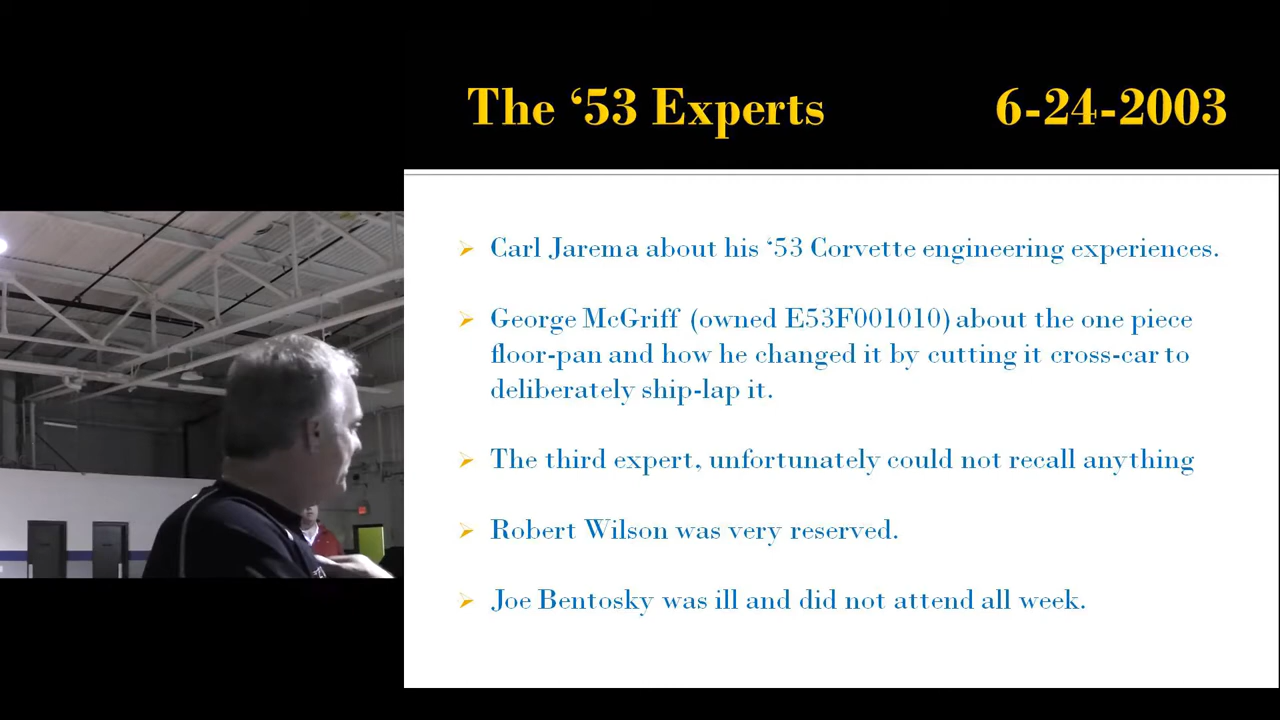 The ‘53 Experts 6-24-2003
Carl Jarema about his ‘53 Corvette engineering experiences.
George McGriff (owned E53F001010) about the one piece
floor-pan and how he changed it by cutting it cross-car to
deliberately ship-lap it.
The third expert, unfortunately could not recall anything
Robert Wilson was very reserved.
Joe Bentosky was ill and did not attend all week.